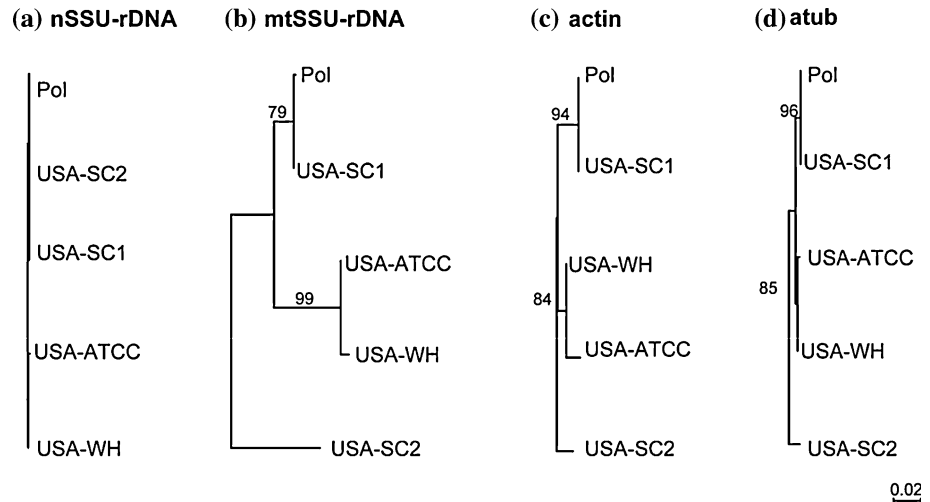 (a) nSSU-rDNA
Pol
USA-SC2
USA-SC1
USA-ATCC
USA-WH
(b) mtSSU-rDNA
Pol
79
USA-SC1
USA-ATCC
99
USA-WH
USA-SC2
(c) actin
Pol
94
USA-SC1
USA-WH
84
USA-ATCC
USA-SC2
(d) atub
Pol
96
USA-SC1
USA-ATCC
85
USA-WH
USA-SC2
0.02